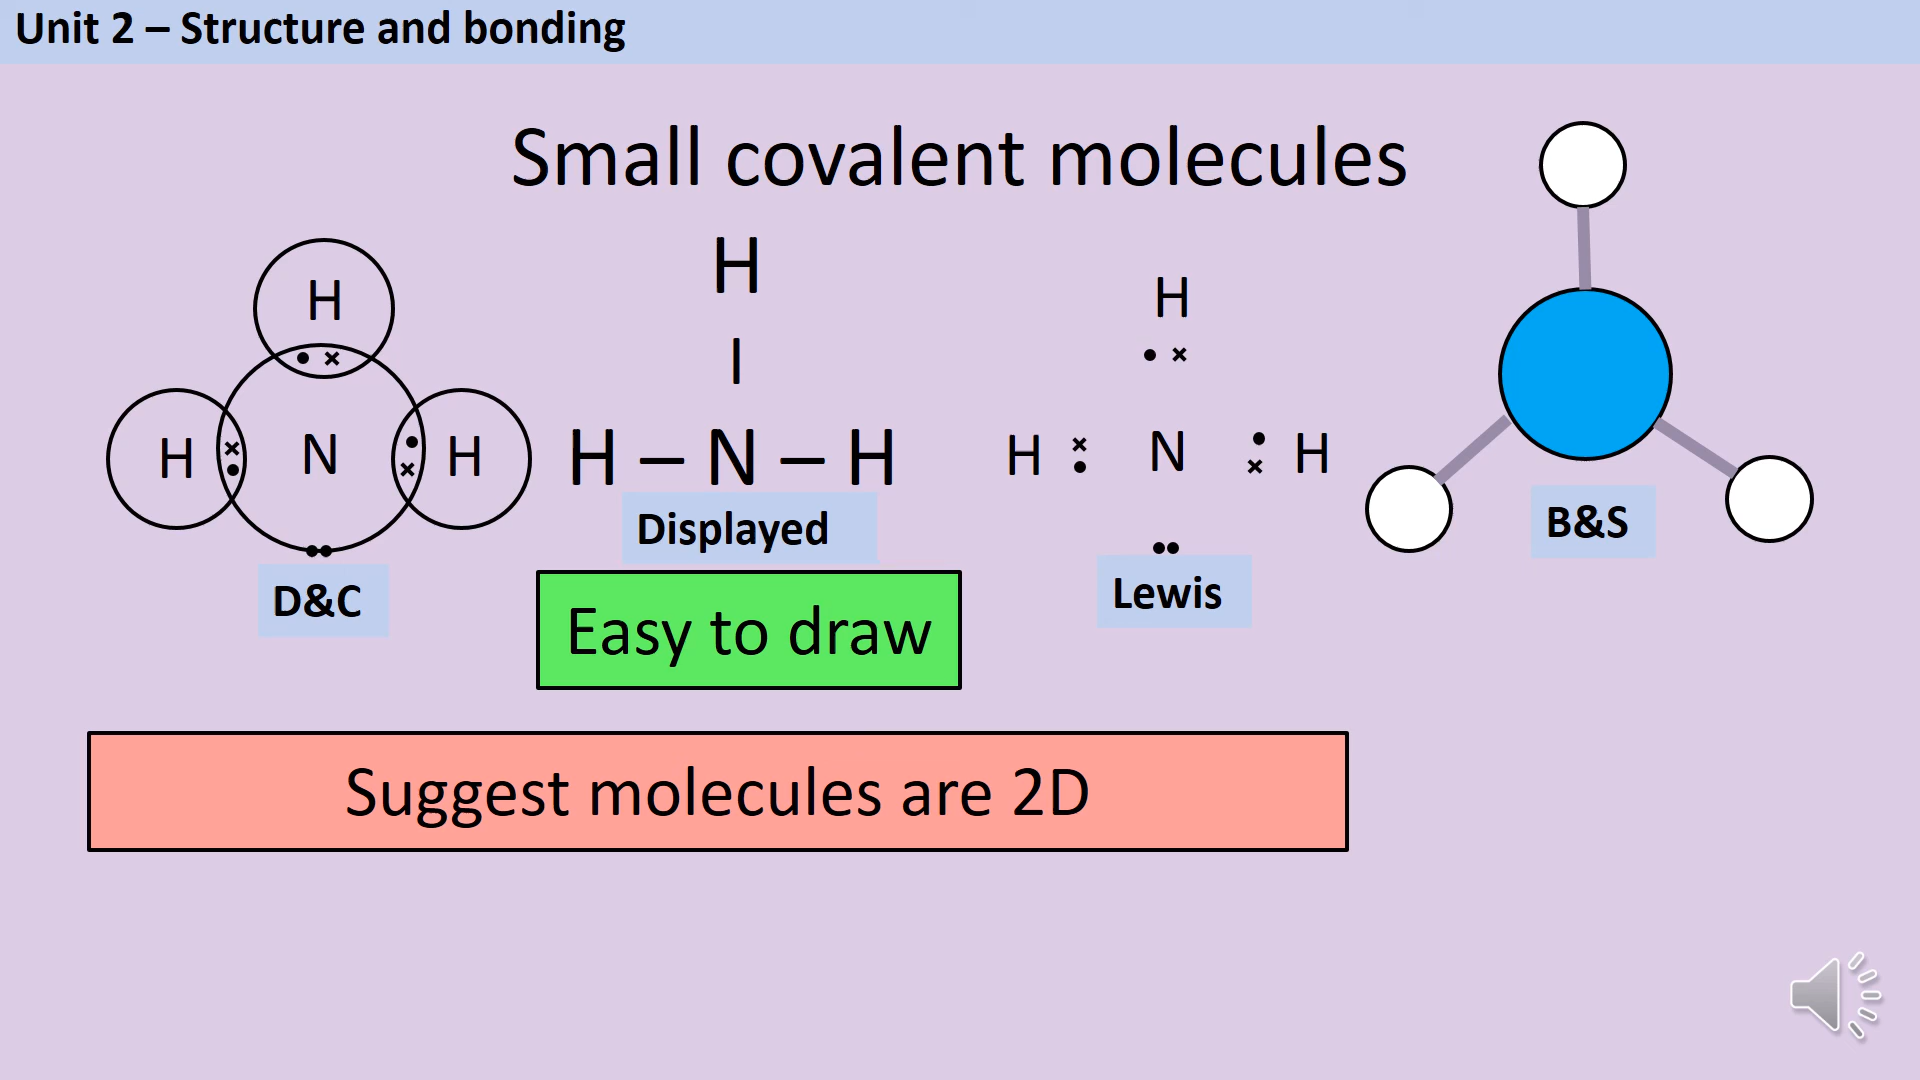 Unit 2 – Structure and bonding
Small covalent molecules
H
H N H
D&C
H
I
H – N – H
Displayed
H
H N H
Lewis
B&S
Easy to draw
Suggest molecules are 2D